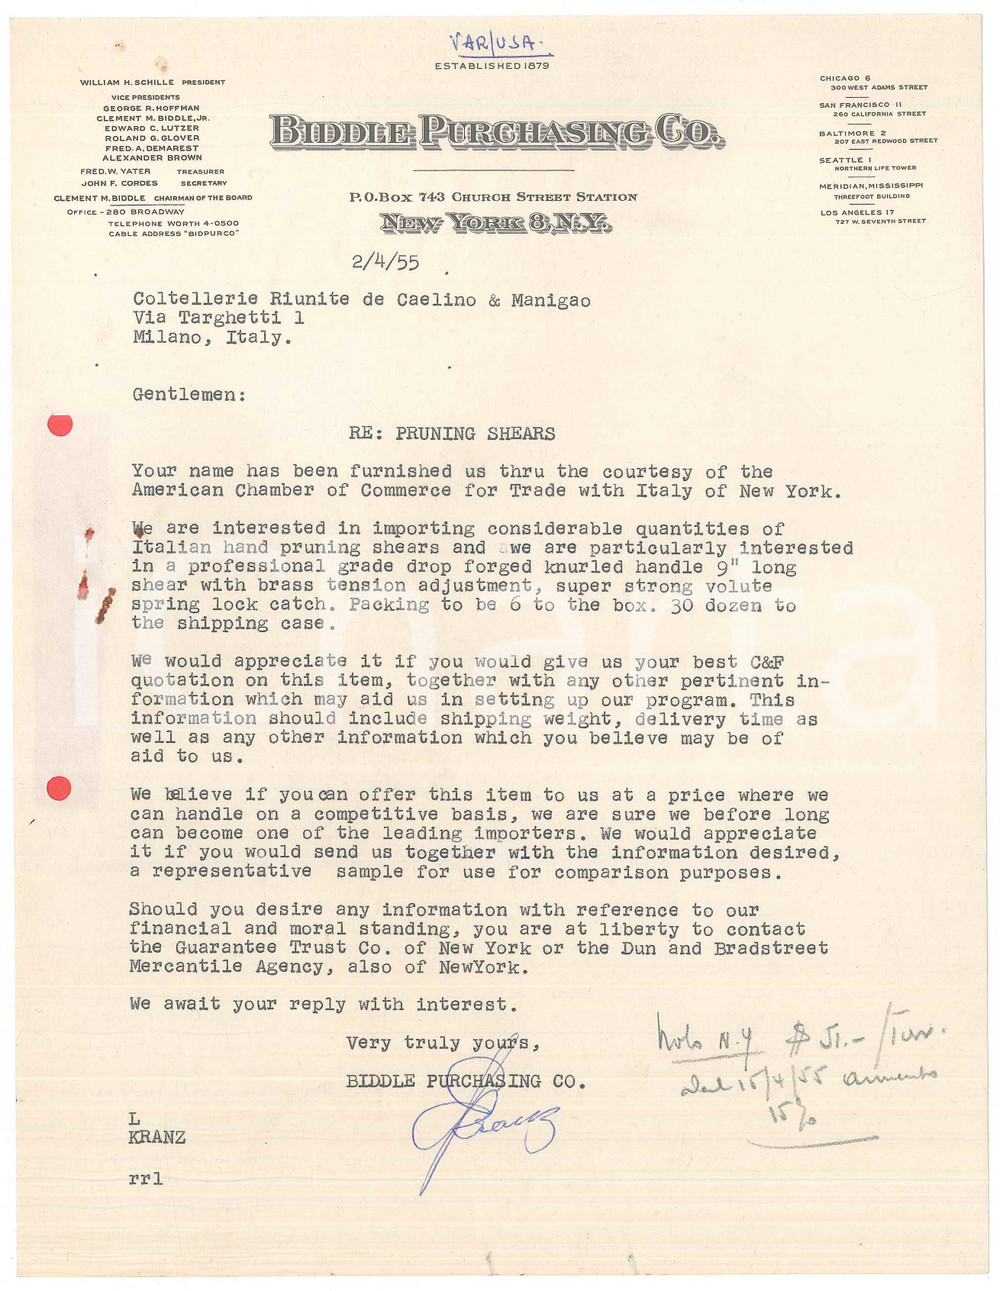 VAR/USA.
ESTABLISHED 1879
WILLIAM H. SCHILLE PRESIDENT
VICE PRESIDENTS
GEORGE R. HOFFMAN
CLEMENT M. BIDDLE, JR.
EDWARD C. LUTZER
ROLAND G. GLOVER
FRED. A. DEMAREST
ALEXANDER BROWN
FRED. W. YATER TREASURER
JOHN F. CORDES SECRETARY
CLEMENT M. BIDDLE CHAIRMAN OF THE BOARD
OFFICE - 280 BROADWAY
TELEPHONE WORTH 4-0500
CABLE ADDRESS "BIDPURCO"
BIDDLE PURCHASING CO.
P.O. BOX 743 CHURCH STREET STATION
NEW YORK 8, N.Y.
CHICAGO 6
300 WEST ADAMS STREET
SAN FRANCISCO 11
260 CALIFORNIA STREET
BALTIMORE 2
207 EAST REDWOOD STREET
SEATTLE 1
NORTHERN LIFE TOWER
MERIDIAN, MISSISSIPPI
THREEFOOT BUILDING
LOS ANGELES 17
727 W. SEVENTH STREET
2/4/55
Coltellerie Riunite de Caelino & Manigao
Via Targhetti 1
Milano, Italy.
Gentlemen:
RE: PRUNING SHEARS
Your name has been furnished us thru the courtesy of the
American Chamber of Commerce for Trade with Italy of New York.
We are interested in importing considerable quantities of
Italian hand pruning shears and we are particularly interested
in a professional grade drop forged knurled handle 9" long
shear with brass tension adjustment, super strong volute
spring lock catch. Packing to be 6 to the box. 30 dozen to
the shipping case.
We would appreciate it if you would give us your best C&F
quotation on this item, together with any other pertinent in-
formation which may aid us in setting up our program. This
information should include shipping weight, delivery time as
well as any other information which you believe may be of
aid to us.
We believe if you can offer this item to us at a price where we
can handle on a competitive basis, we are sure we before long
can become one of the leading importers. We would appreciate
it if you would send us together with the information desired,
a representative sample for use for comparison purposes.
Should you desire any information with reference to our
financial and moral standing, you are at liberty to contact
the Guarantee Trust Co. of New York or the Dun and Bradstreet
Mercantile Agency, also of NewYork.
We await your reply with interest.
Very truly yours,
BIDDLE PURCHASING CO.
Kranz
L
KRANZ
rrl
Nolo N.Y $ 51.- /Tonn.
dal 15/4/55 aumento
15%